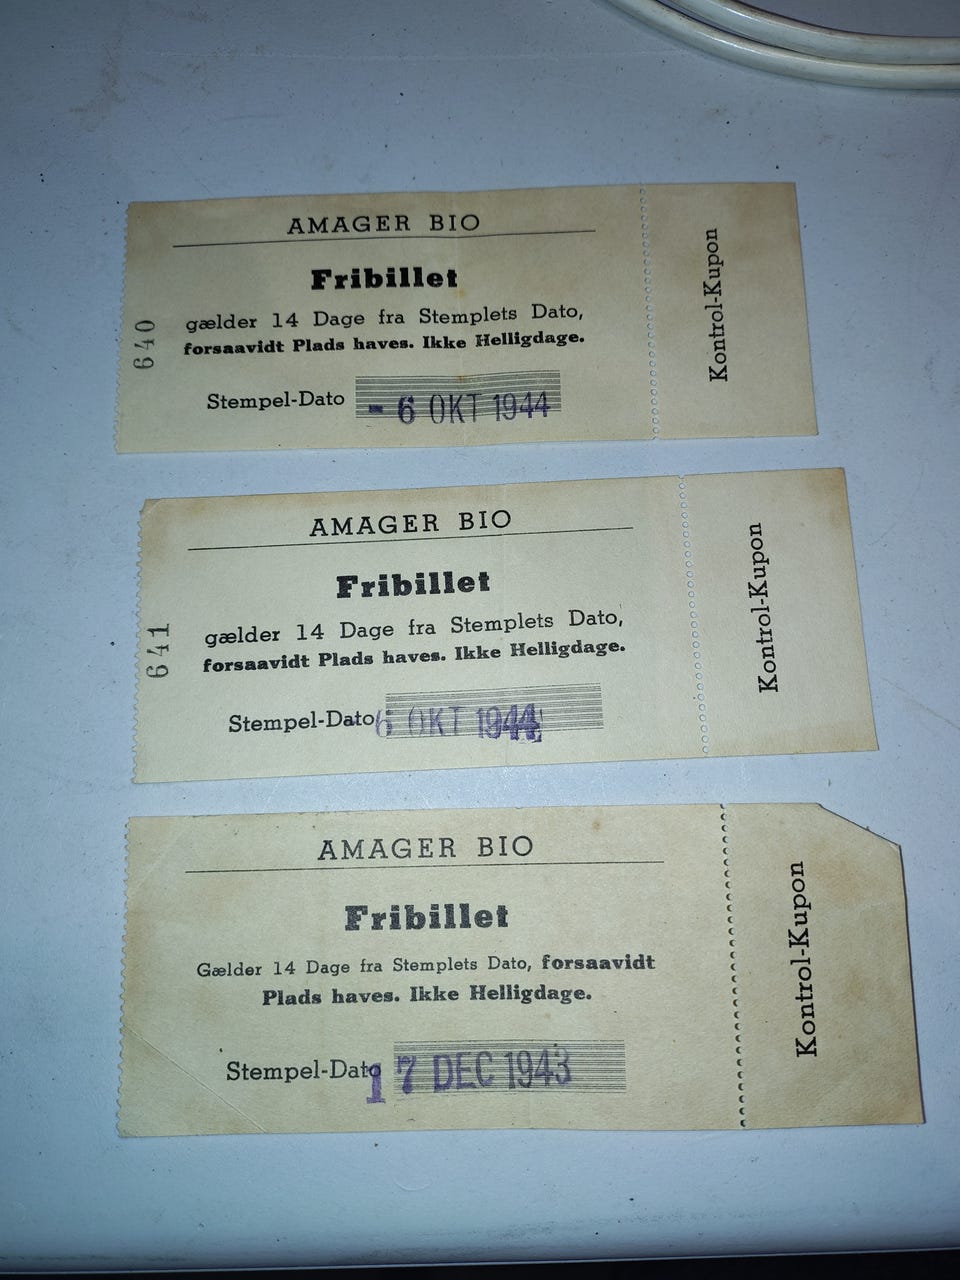 AMAGER BIO
Fribillet
gælder 14 Dage fra Stemplets Dato,
forsaavidt Plads haves. Ikke Helligdage.
Stempel-Dato - 6 OKT 1944
640
Kontrol-Kupon
AMAGER BIO
Fribillet
gælder 14 Dage fra Stemplets Dato,
forsaavidt Plads haves. Ikke Helligdage.
Stempel-Dato 6 OKT 1944
641
Kontrol-Kupon
AMAGER BIO
Fribillet
Gælder 14 Dage fra Stemplets Dato, forsaavidt
Plads haves. Ikke Helligdage.
Stempel-Dato 17 DEC 1943
Kontrol-Kupon